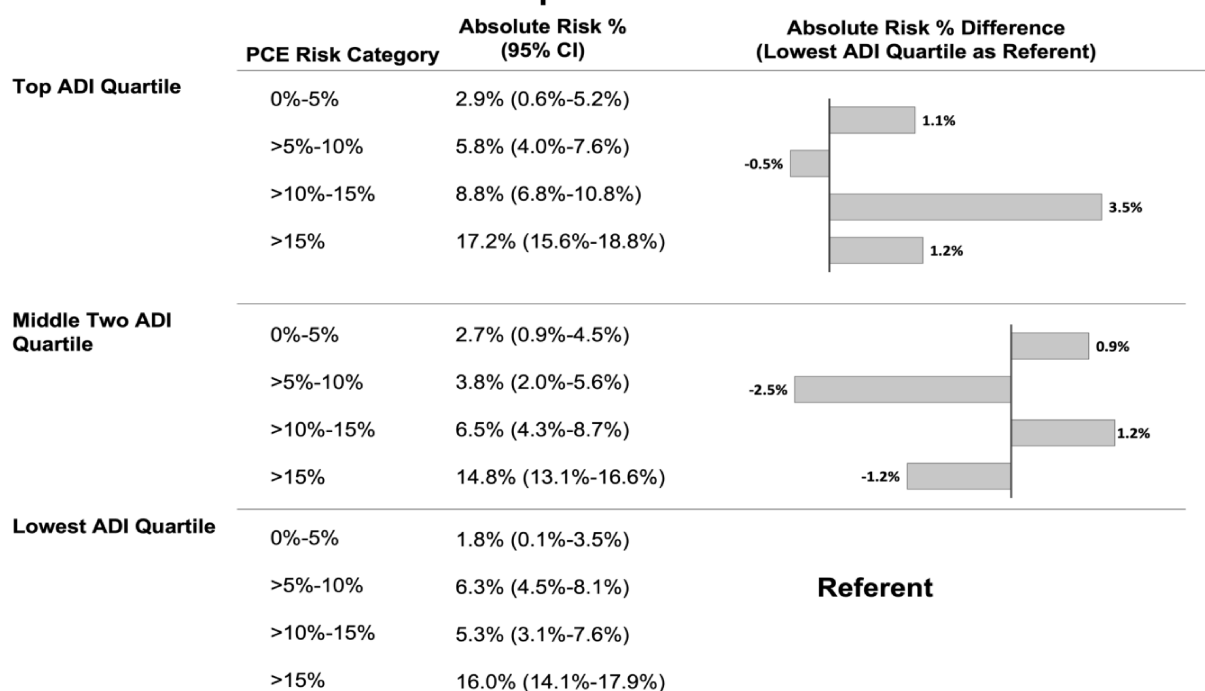 PCE Risk Category
Absolute Risk %
(95% CI)
Absolute Risk % Difference
(Lowest ADI Quartile as Referent)
Top ADI Quartile
0%-5% 2.9% (0.6%-5.2%) 1.1%
>5%-10% 5.8% (4.0%-7.6%) -0.5%
>10%-15% 8.8% (6.8%-10.8%) 3.5%
>15% 17.2% (15.6%-18.8%) 1.2%
Middle Two ADI
Quartile
0%-5% 2.7% (0.9%-4.5%) 0.9%
>5%-10% 3.8% (2.0%-5.6%) -2.5%
>10%-15% 6.5% (4.3%-8.7%) 1.2%
>15% 14.8% (13.1%-16.6%) -1.2%
Lowest ADI Quartile
0%-5% 1.8% (0.1%-3.5%)
>5%-10% 6.3% (4.5%-8.1%)
Referent
>10%-15% 5.3% (3.1%-7.6%)
>15% 16.0% (14.1%-17.9%)